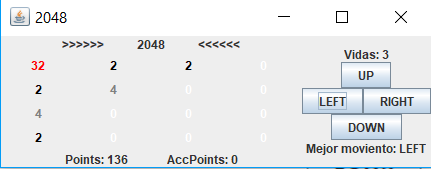 2048
>>>>>> 2048 <<<<<<
Vidas: 3
32 2 2 0
UP
2 4 0 0
LEFT RIGHT
4 0 0 0
DOWN
2 0 0 0
Mejor moviento: LEFT
Points: 136 AccPoints: 0